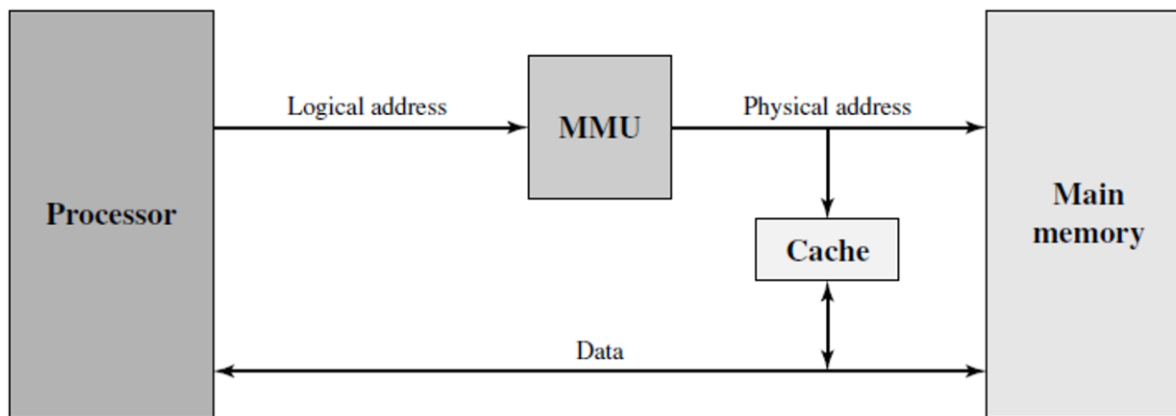 Logical address
Physical address
MMU
Processor
Main
memory
Cache
Data